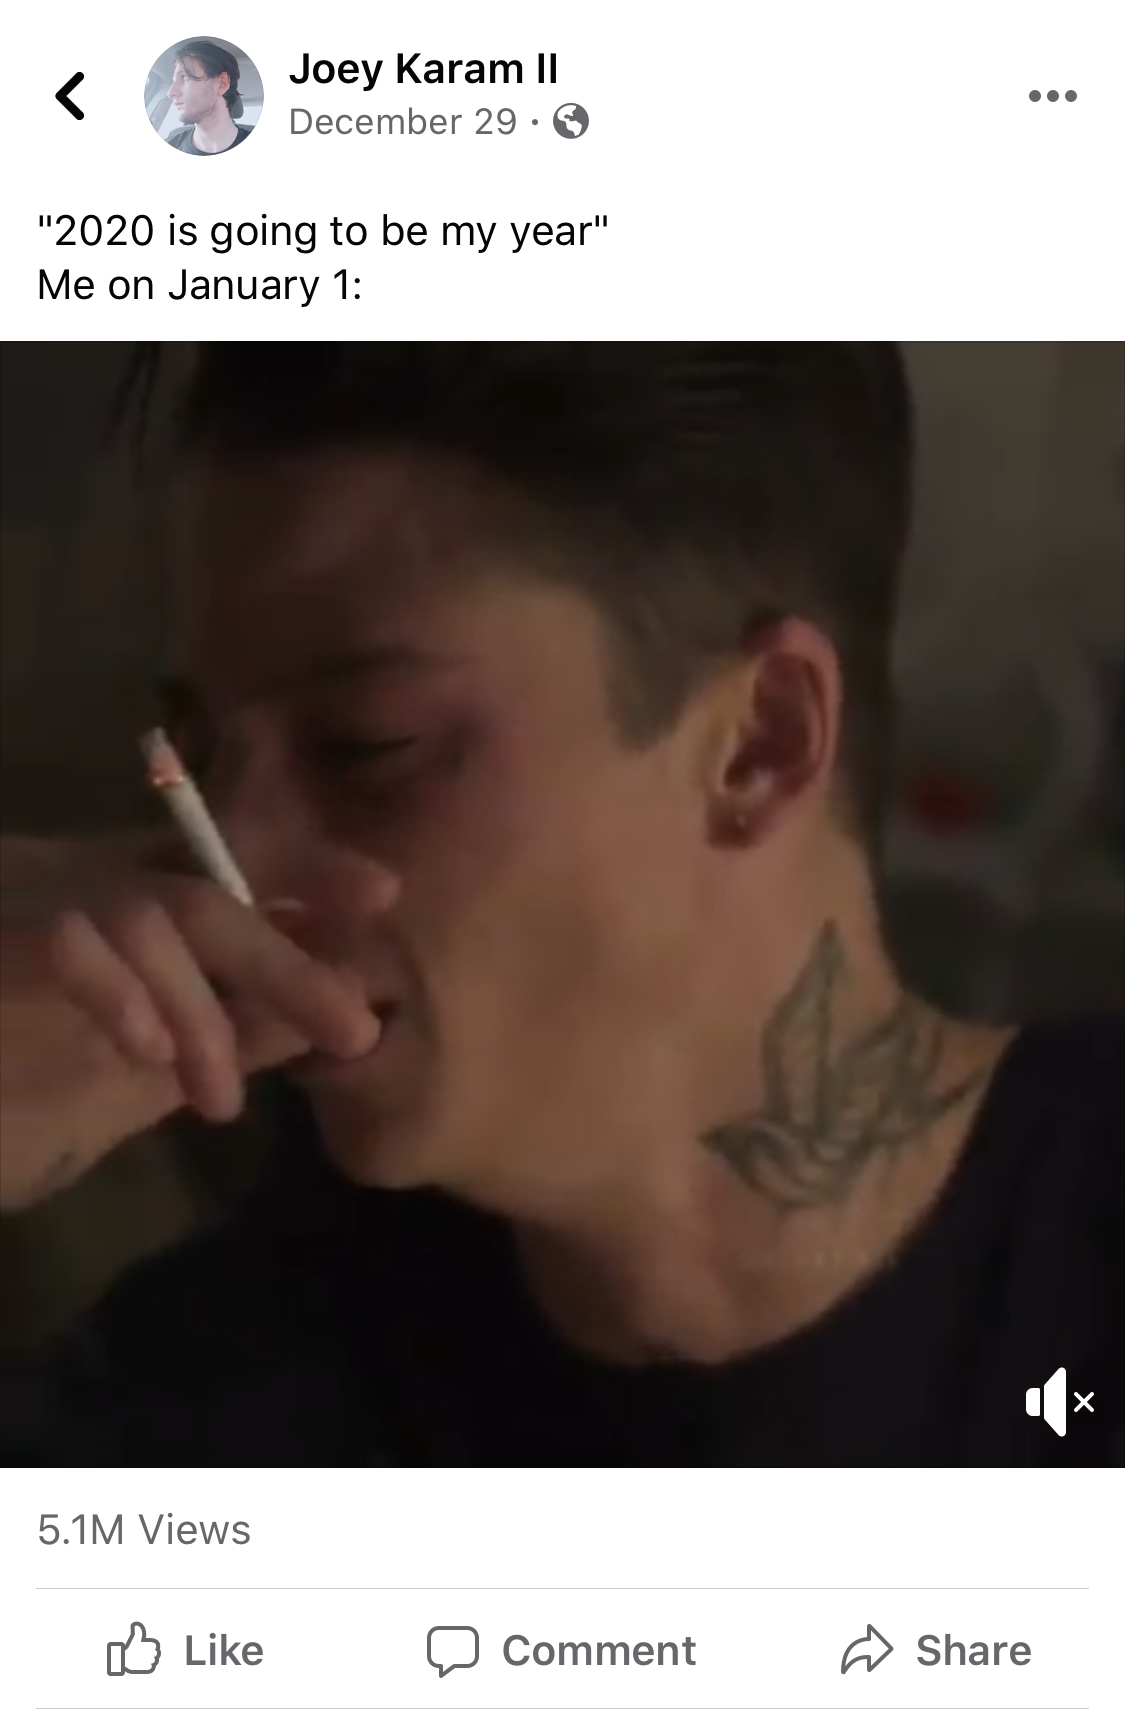 Joey Karam II
December 29 ·
"2020 is going to be my year"
Me on January 1:
5.1M Views
Like
Comment
Share